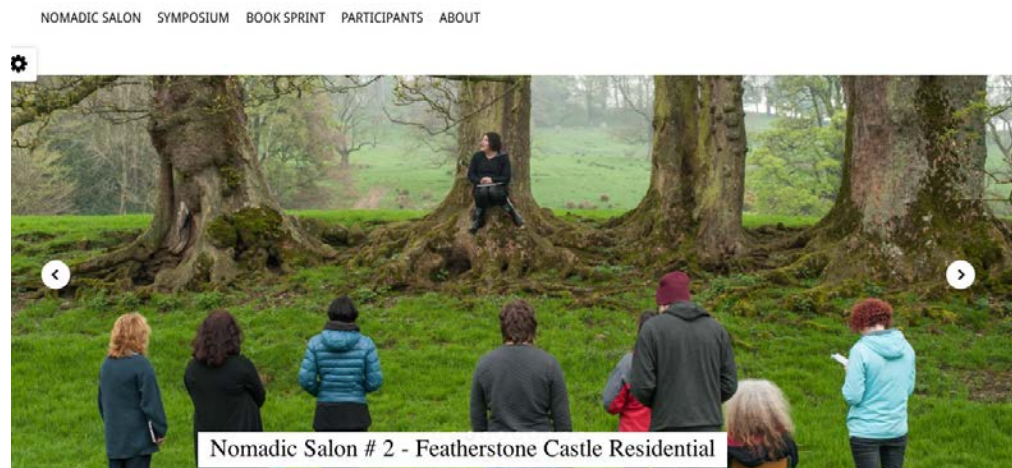 NOMADIC SALON SYMPOSIUM BOOK SPRINT PARTICIPANTS ABOUT
Nomadic Salon # 2 - Featherstone Castle Residential